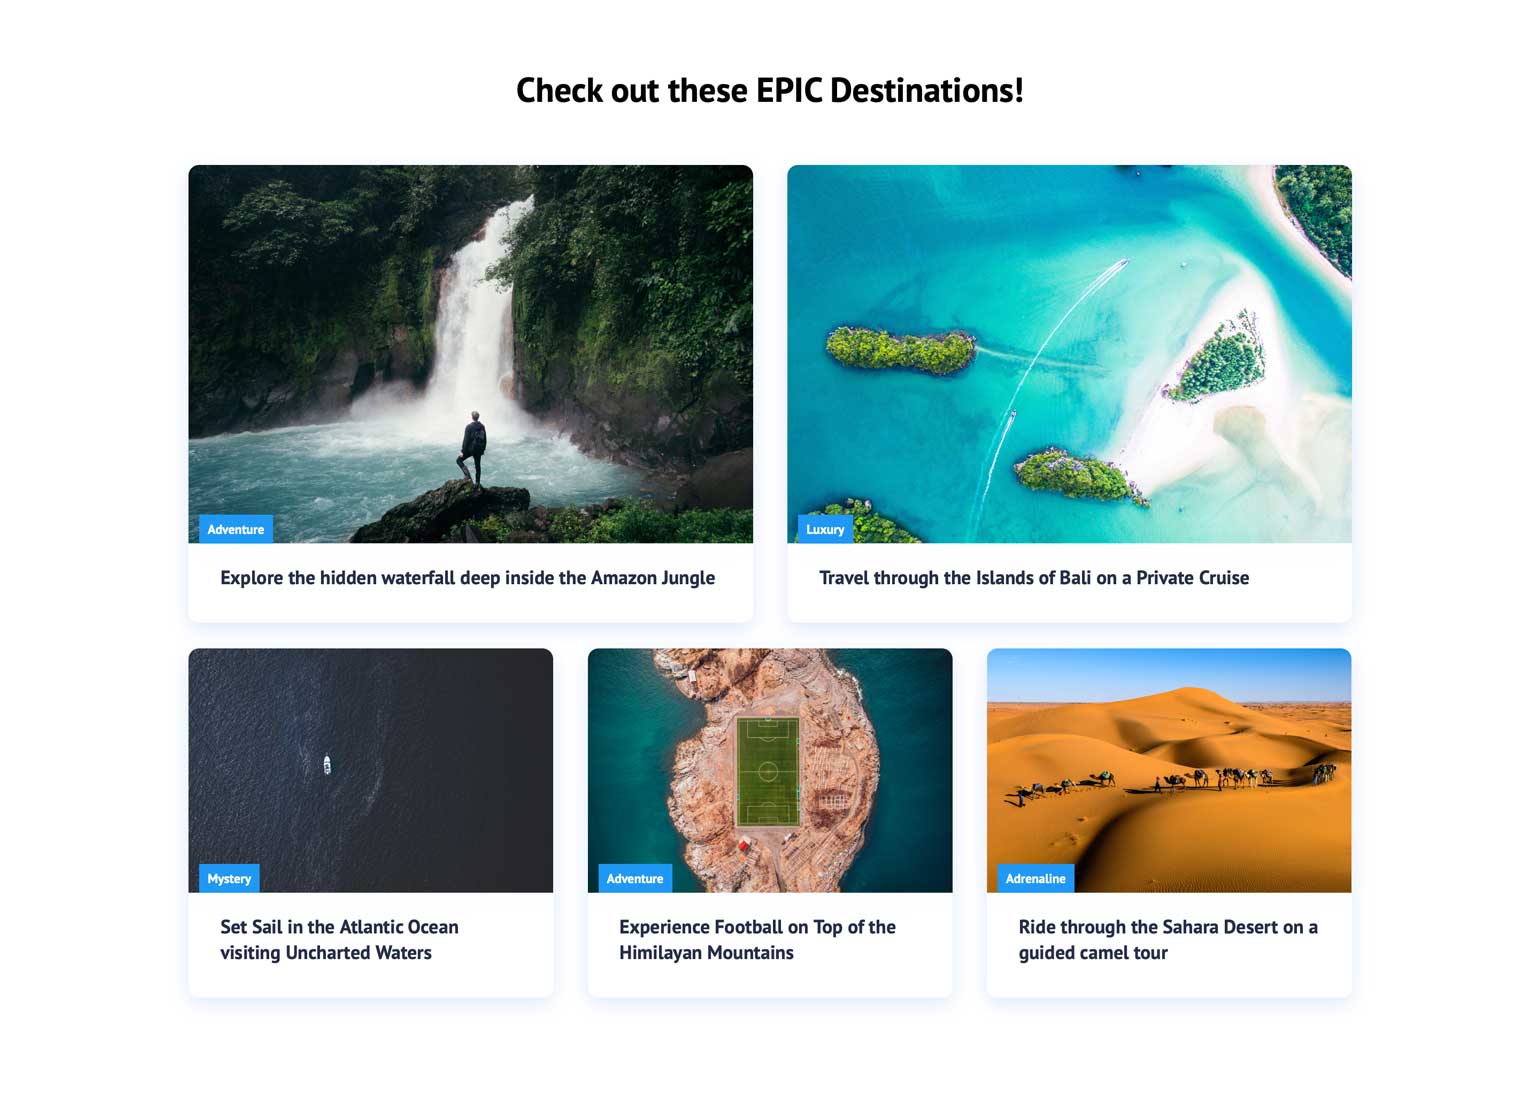 Check out these EPIC Destinations!
Adventure
Explore the hidden waterfall deep inside the Amazon Jungle
Luxury
Travel through the Islands of Bali on a Private Cruise
Mystery
Set Sail in the Atlantic Ocean
visiting Uncharted Waters
Adventure
Experience Football on Top of the
Himilayan Mountains
Adrenaline
Ride through the Sahara Desert on a
guided camel tour